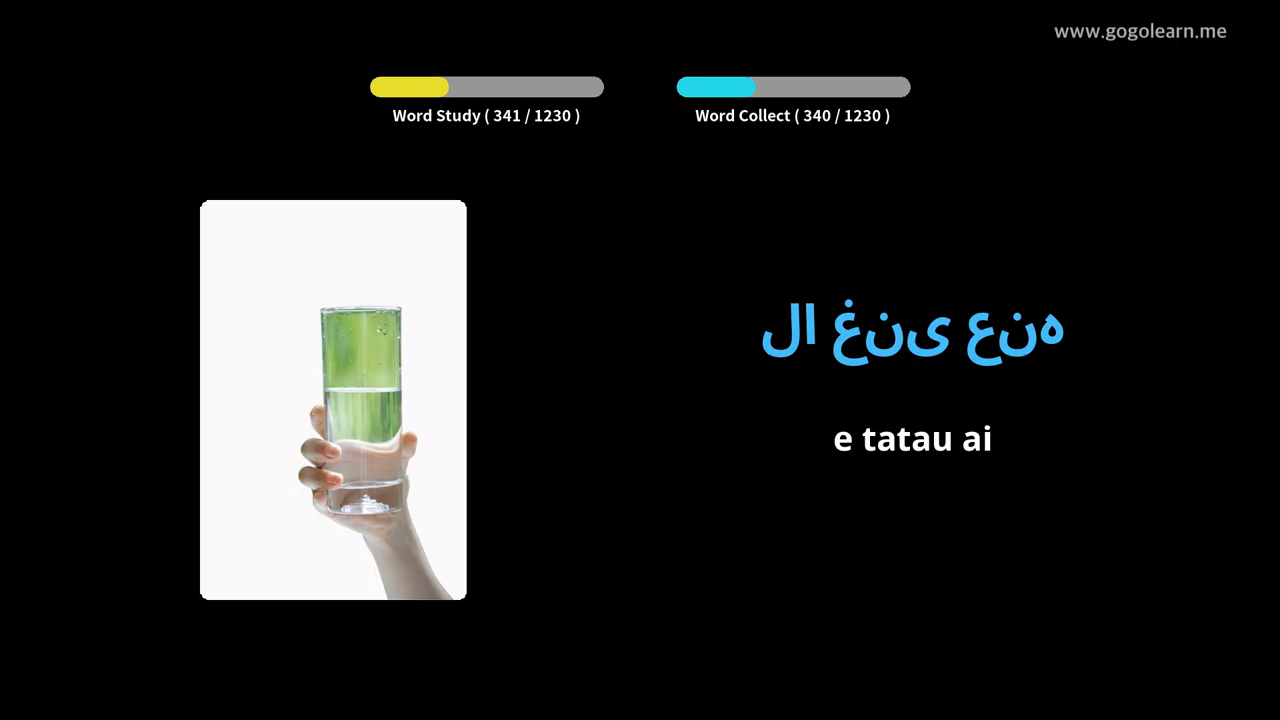 www.gogolearn.me
Word Study ( 341 / 1230 )
Word Collect ( 340 / 1230 )
لا غنى عنه
e tatau ai